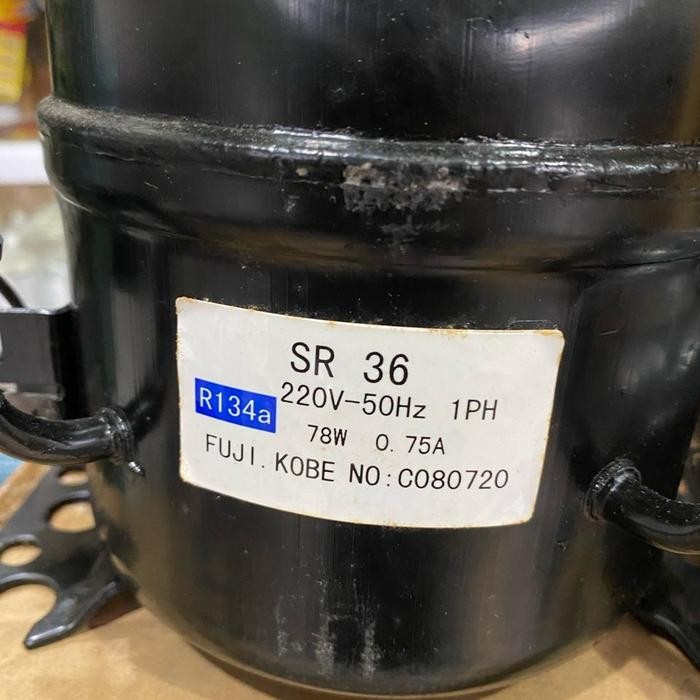 SR 36
R134a 220V-50Hz 1PH
78W 0.75A
FUJI.KOBE NO:C080720